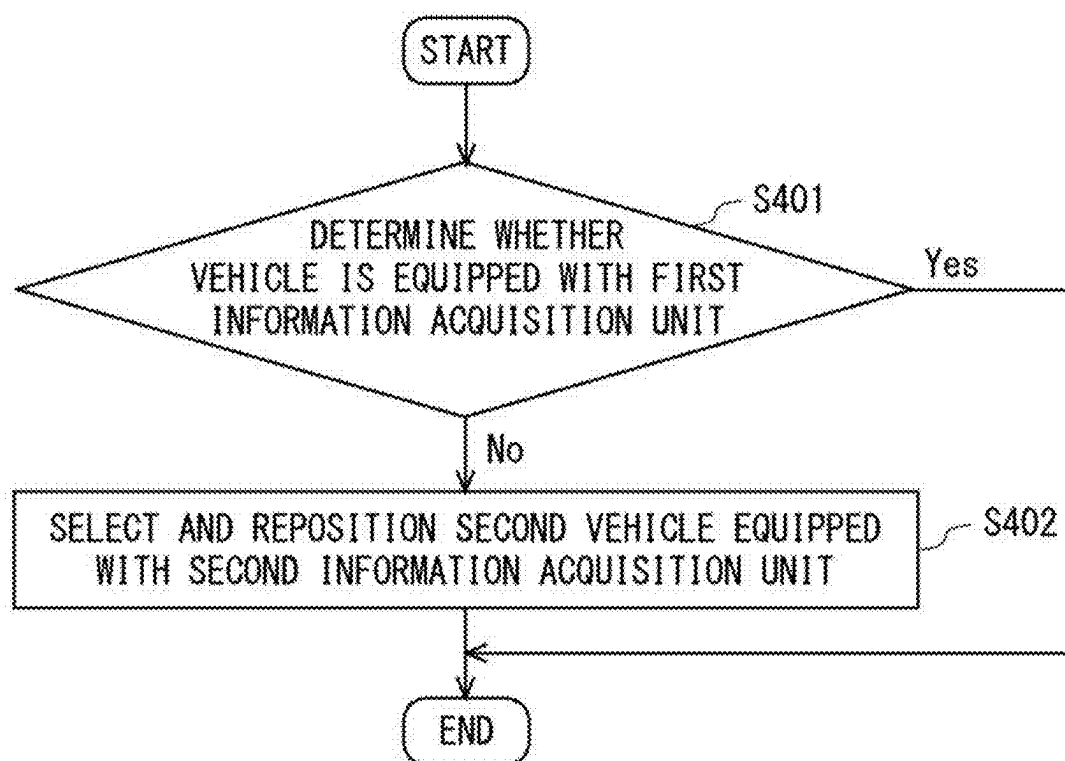 START
S401
DETERMINE WHETHER
VEHICLE IS EQUIPPED WITH FIRST
INFORMATION ACQUISITION UNIT
Yes
No
SELECT AND REPOSITION SECOND VEHICLE EQUIPPED
WITH SECOND INFORMATION ACQUISITION UNIT
S402
END